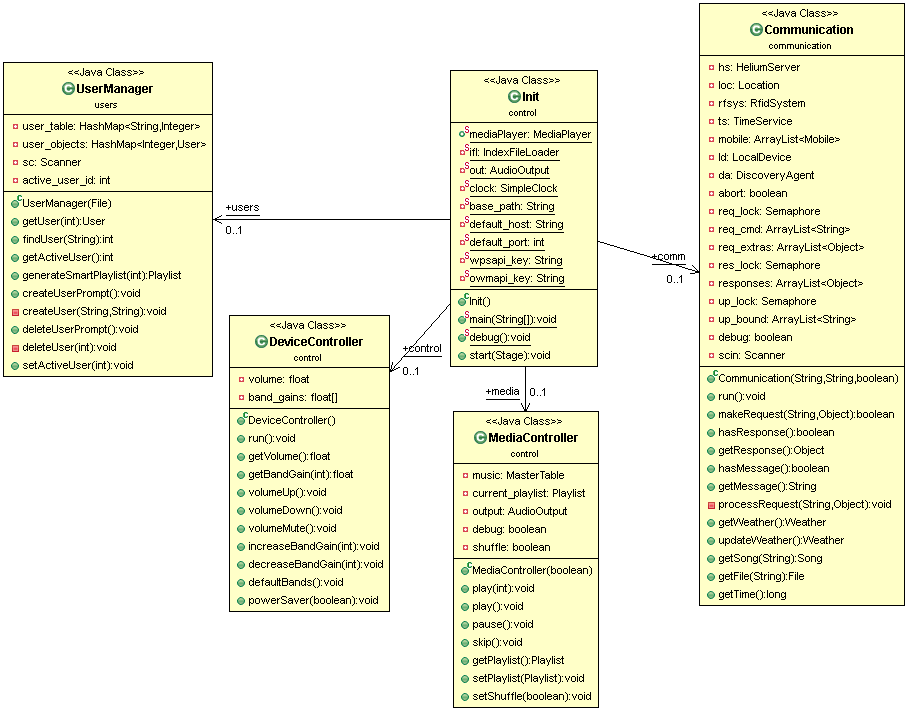 <<Java Class>>
UserManager
users
user_table: HashMap<String,Integer>
user_objects: HashMap<Integer,User>
sc: Scanner
active_user_id: int
UserManager(File)
getUser(int):User
findUser(String):int
getActiveUser():int
generateSmartPlaylist(int):Playlist
createUserPrompt():void
createUser(String,String):void
deleteUserPrompt():void
deleteUser(int):void
setActiveUser(int):void
+users
0..1
<<Java Class>>
Init
control
mediaPlayer: MediaPlayer
ifl: IndexFileLoader
out: AudioOutput
clock: SimpleClock
base_path: String
default_host: String
default_port: int
wpsapi_key: String
owmapi_key: String
Init()
main(String[]):void
debug():void
start(Stage):void
+comm
0..1
+control
0..1
+media
0..1
<<Java Class>>
DeviceController
control
volume: float
band_gains: float[]
DeviceController()
run():void
getVolume():float
getBandGain(int):float
volumeUp():void
volumeDown():void
volumeMute():void
increaseBandGain(int):void
decreaseBandGain(int):void
defaultBands():void
powerSaver(boolean):void
<<Java Class>>
MediaController
control
music: MasterTable
current_playlist: Playlist
output: AudioOutput
debug: boolean
shuffle: boolean
MediaController(boolean)
play(int):void
play():void
pause():void
skip():void
getPlaylist():Playlist
setPlaylist(Playlist):void
setShuffle(boolean):void
<<Java Class>>
Communication
communication
hs: HeliumServer
loc: Location
rfsys: RfidSystem
ts: TimeService
mobile: ArrayList<Mobile>
ld: LocalDevice
da: DiscoveryAgent
abort: boolean
req_lock: Semaphore
req_cmd: ArrayList<String>
req_extras: ArrayList<Object>
res_lock: Semaphore
responses: ArrayList<Object>
up_lock: Semaphore
up_bound: ArrayList<String>
debug: boolean
scin: Scanner
Communication(String,String,boolean)
run():void
makeRequest(String,Object):boolean
hasResponse():boolean
getResponse():Object
hasMessage():boolean
getMessage():String
processRequest(String,Object):void
getWeather():Weather
updateWeather():Weather
getSong(String):Song
getFile(String):File
getTime():long